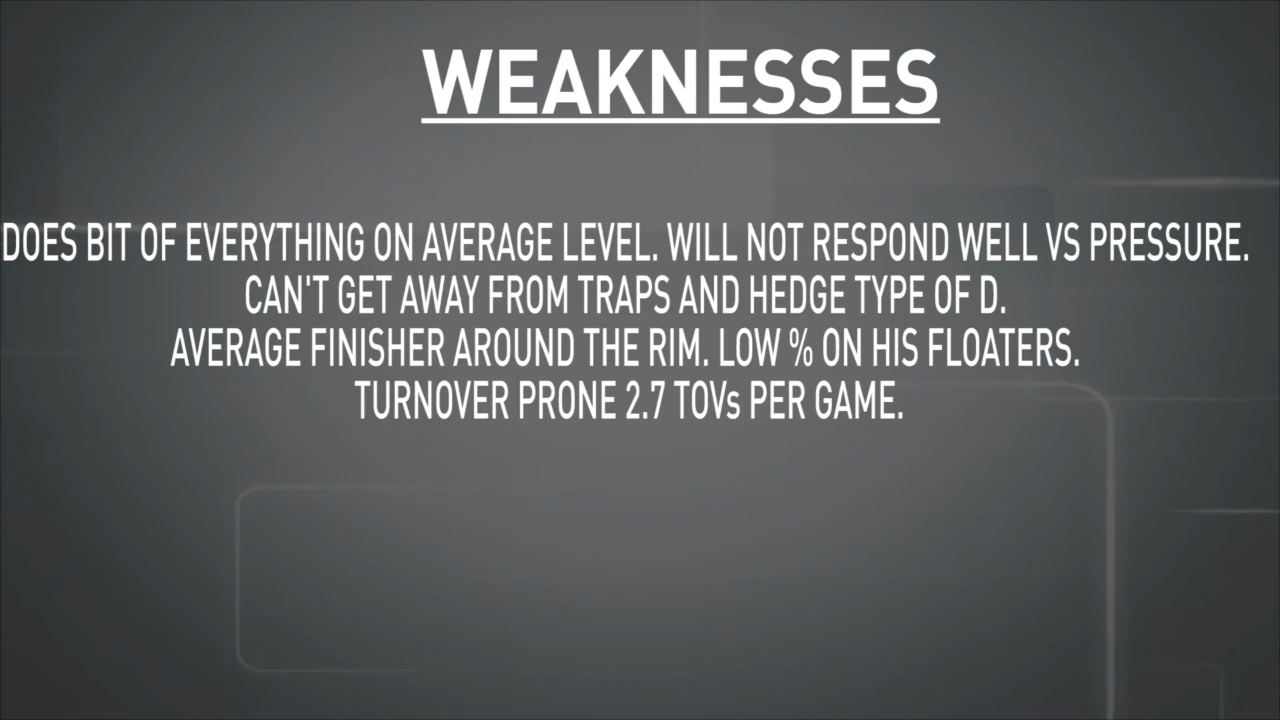 WEAKNESSES
DOES BIT OF EVERYTHING ON AVERAGE LEVEL. WILL NOT RESPOND WELL VS PRESSURE.
CAN'T GET AWAY FROM TRAPS AND HEDGE TYPE OF D.
AVERAGE FINISHER AROUND THE RIM. LOW % ON HIS FLOATERS.
TURNOVER PRONE 2.7 TOVs PER GAME.